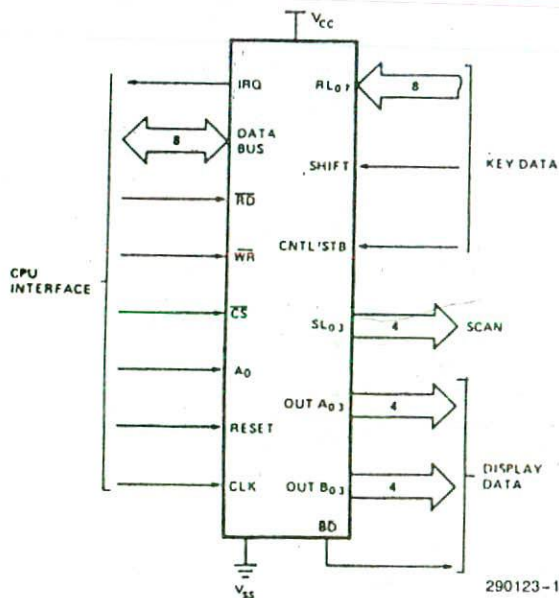 VCC
IRQ
RL0 7
8
8
DATA
BUS
SHIFT
KEY DATA
RD
CNTL/STB
WR
CPU
INTERFACE
CS
SL0 3
4
SCAN
A0
OUT A0 3
4
RESET
DISPLAY
DATA
CLK
OUT B0 3
4
BD
VSS
290123-1